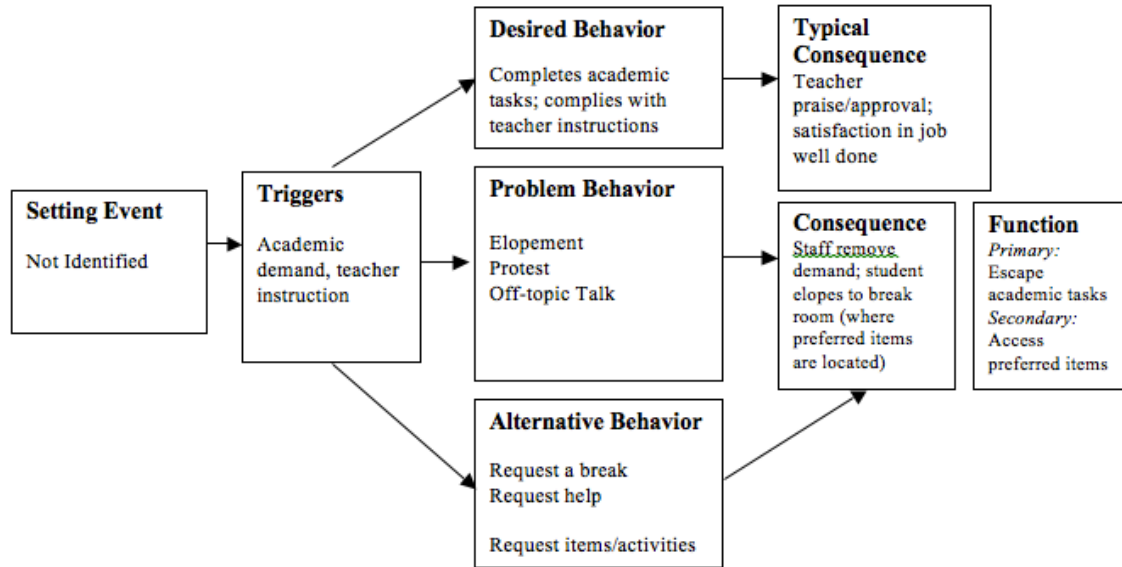 Setting Event
Not Identified
Triggers
Academic
demand, teacher
instruction
Desired Behavior
Completes academic
tasks; complies with
teacher instructions
Typical
Consequence
Teacher
praise/approval;
satisfaction in job
well done
Problem Behavior
Elopement
Protest
Off-topic Talk
Consequence
Staff remove
demand; student
elopes to break
room (where
preferred items
are located)
Function
Primary:
Escape
academic tasks
Secondary:
Access
preferred items
Alternative Behavior
Request a break
Request help
Request items/activities